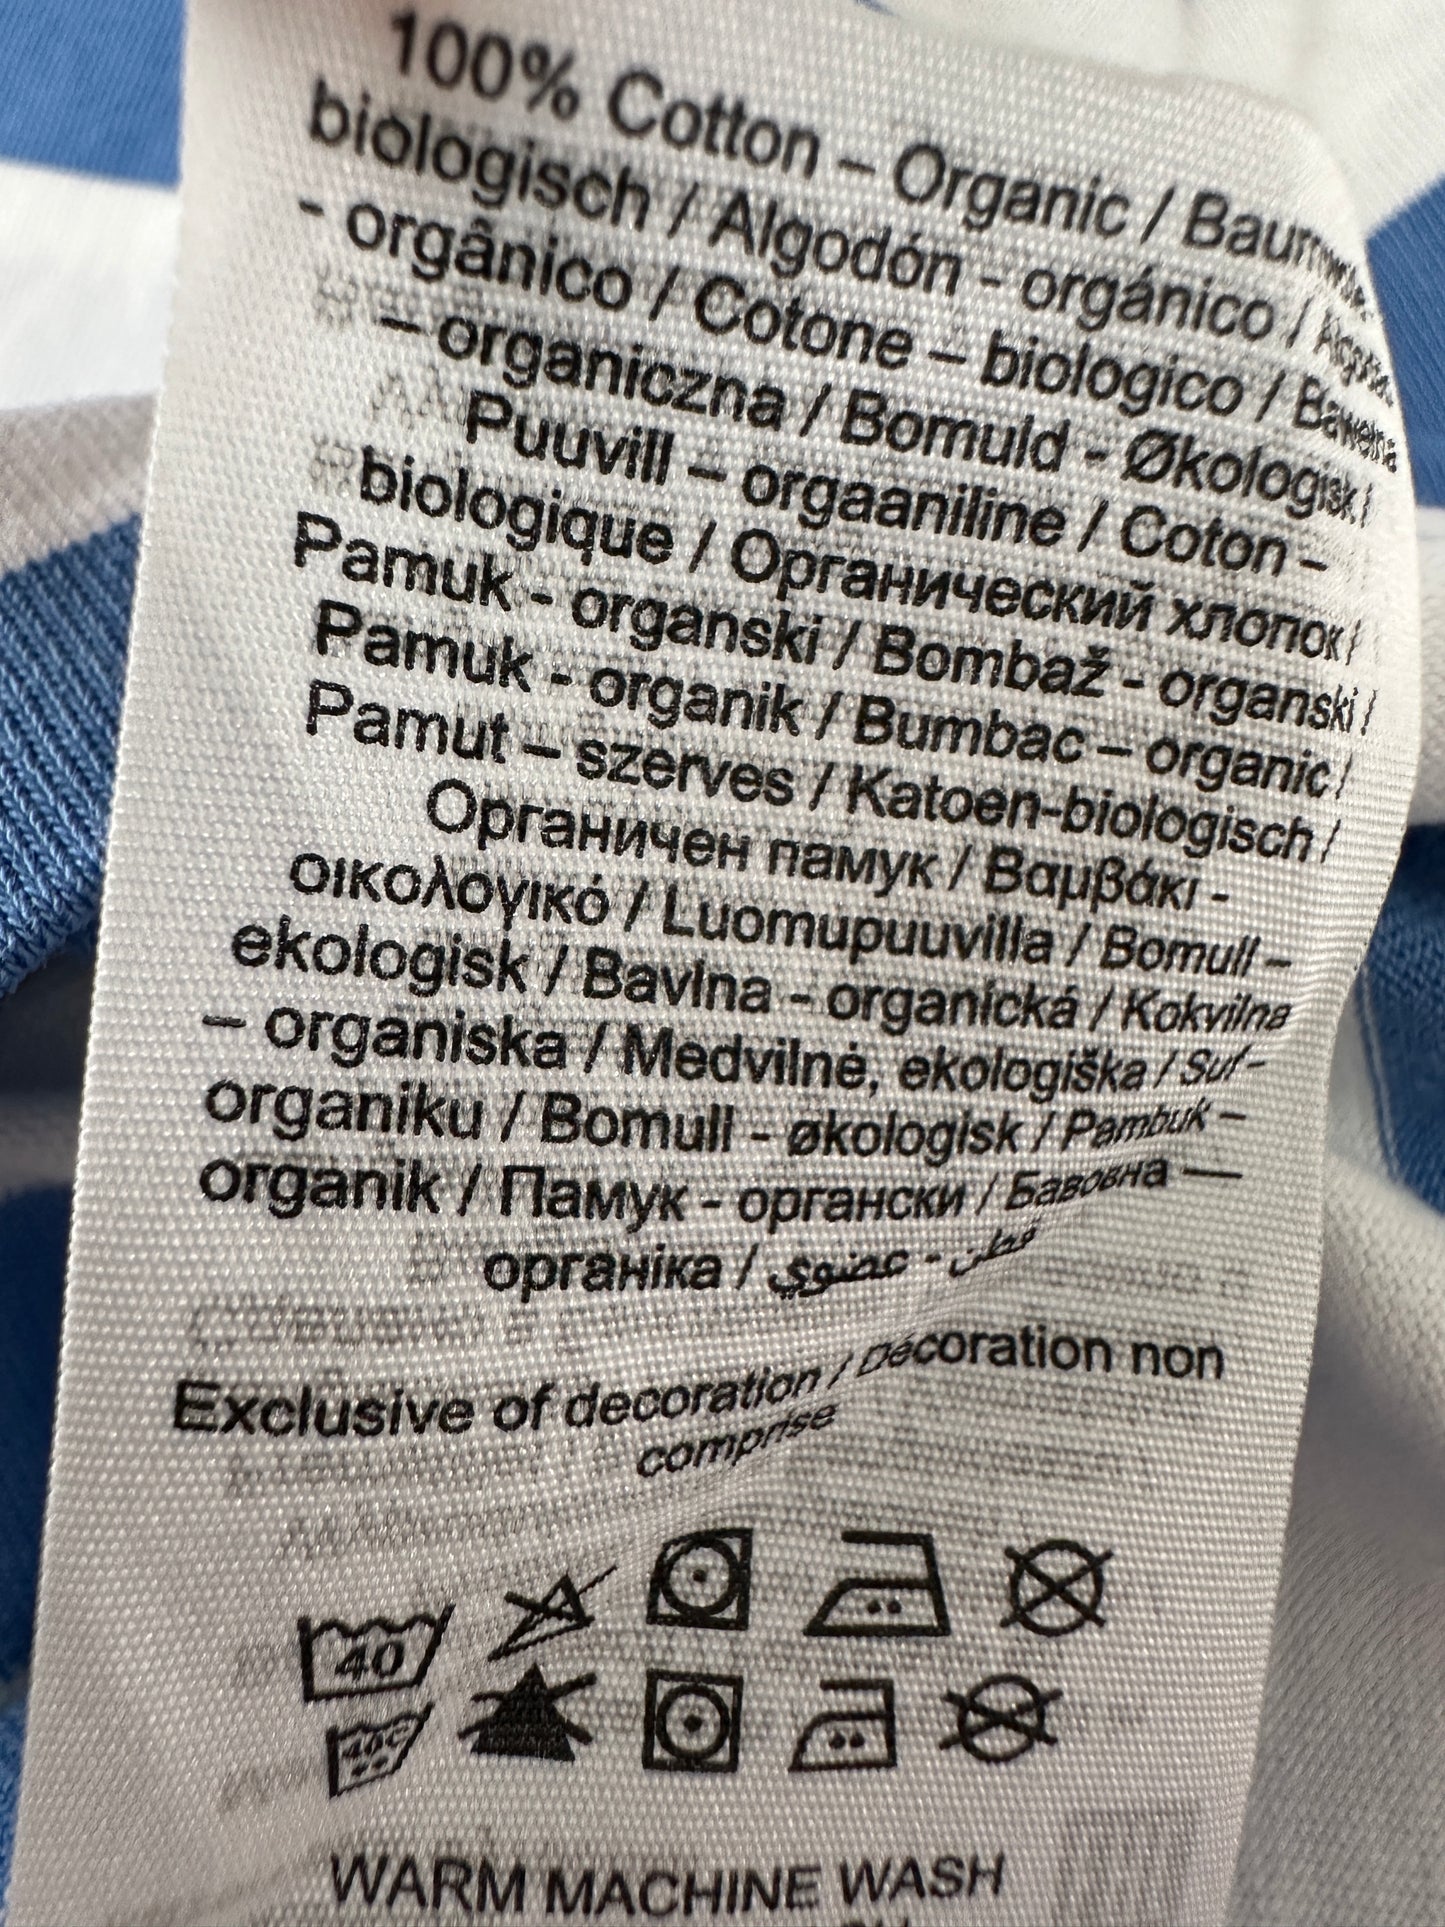 100% Cotton – Organic /
biologisch / Algodón - orgánico /
- orgânico / Cotone – biologico / Bawełna
– organiczna / Bomuld - Økologisk /
Puuvill – orgaaniline / Coton –
biologique / Органический хлопок /
Pamuk - organski / Bombaž - organski /
Pamuk - organik / Bumbac – organic /
Pamut – szerves / Katoen-biologisch /
Органичен памук / Βαμβάκι -
οικολογικό / Luomupuuvilla / Bomull –
ekologisk / Bavlna - organická / Kokvilna
– organiska / Medvilnė, ekologiška / Suf –
organiku / Bomull - økologisk / Pambuk –
organik / Памук - органски / Бавовна —
органіка / قطن - عضوي
Exclusive of decoration / Décoration non
comprise
40
40C
WARM MACHINE WASH